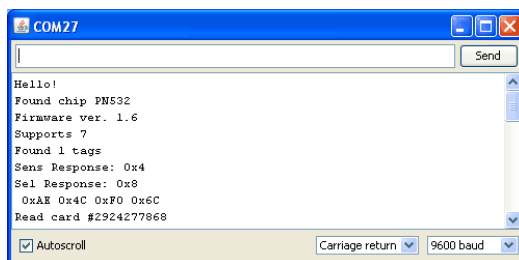 COM27
Send
Hello!
Found chip PN532
Firmware ver. 1.6
Supports 7
Found 1 tags
Sens Response: 0x4
Sel Response: 0x8
0xAE 0x4C 0xF0 0x6C
Read card #2924277868
Autoscroll
Carriage return
9600 baud